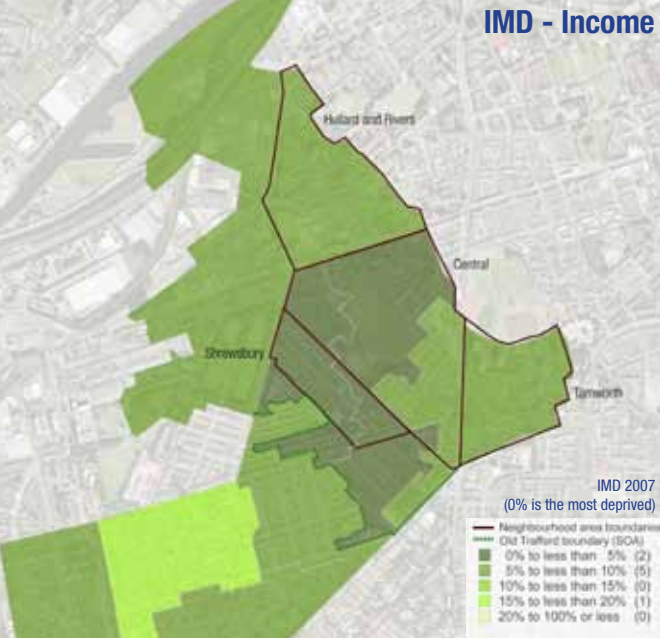 IMD - Income
Hullard and Rivers
Central
Shrewsbury
Tamworth
IMD 2007
(0% is the most deprived)
Neighbourhood area boundaries
Old Trafford boundary (SOA)
0% to less than 5% (2)
5% to less than 10% (5)
10% to less than 15% (0)
15% to less than 20% (1)
20% to 100% or less (0)